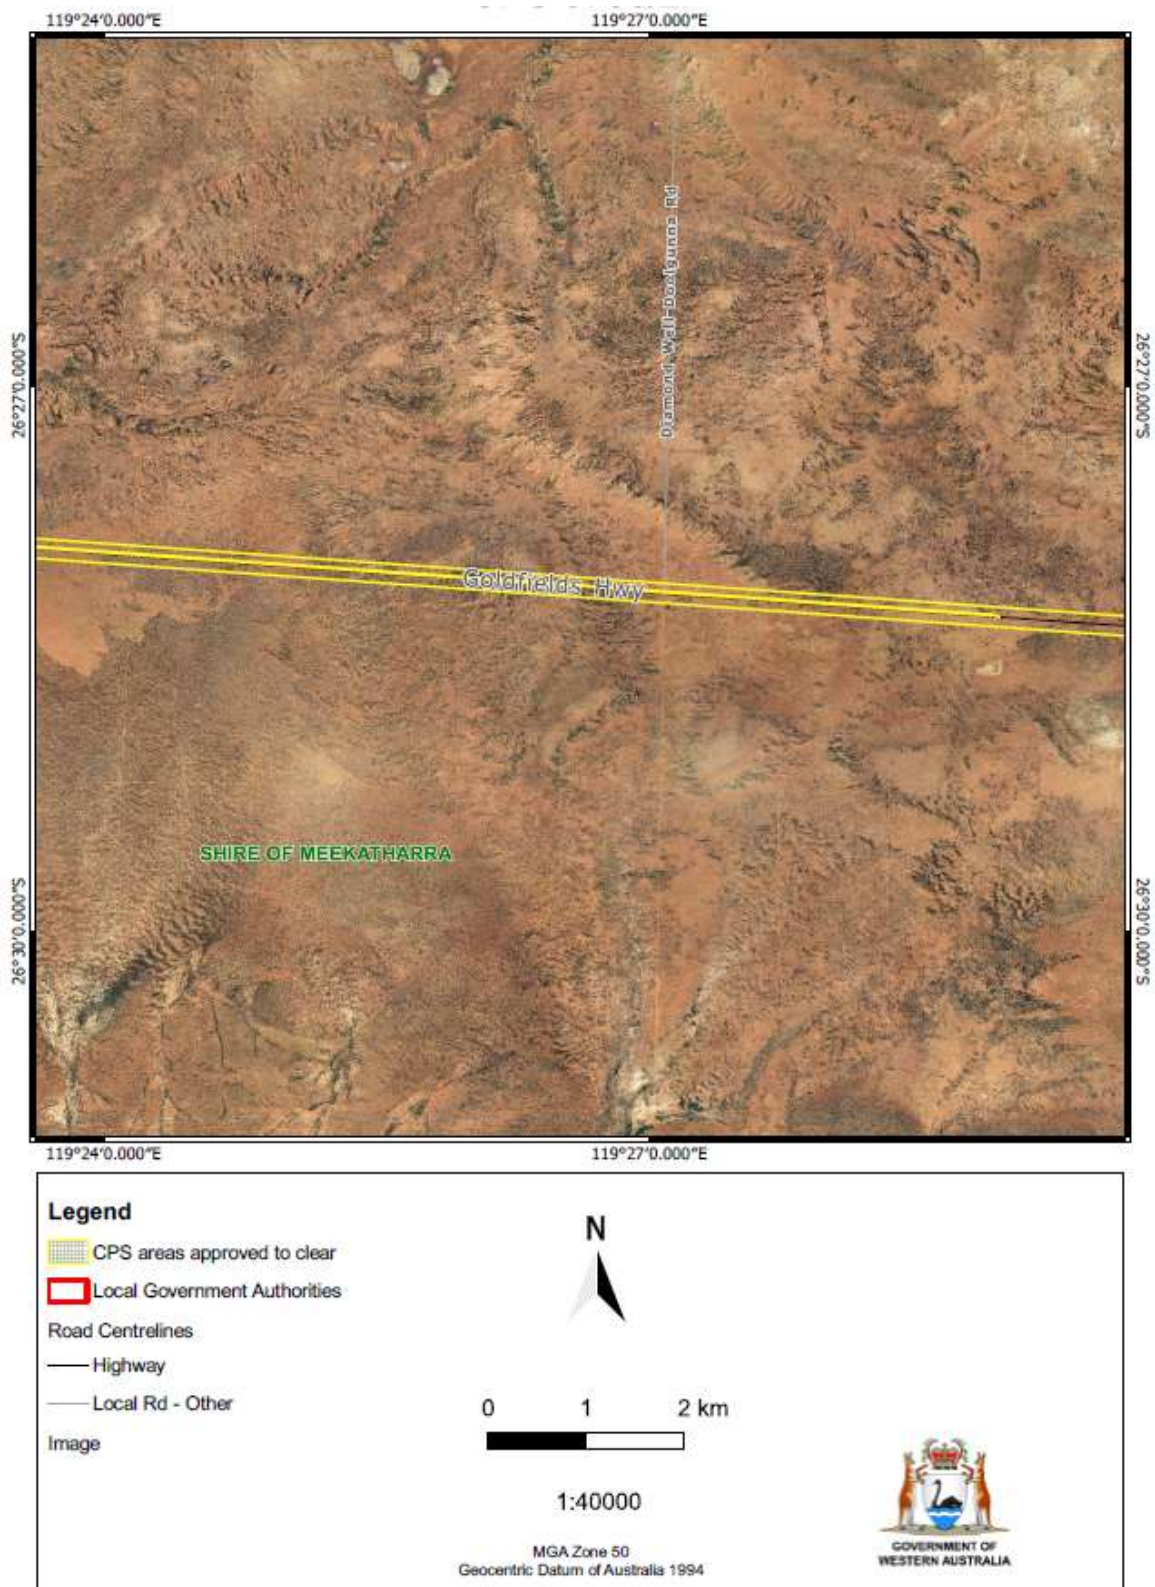 119°24'0.000"E
119°27'0.000"E
Diamond Well-Doolgunna Rd
26°27'0.000"S
26°27'0.000"S
Goldfields Hwy
SHIRE OF MEEKATHARRA
26°30'0.000"S
26°30'0.000"S
119°24'0.000"E
119°27'0.000"E
Legend
CPS areas approved to clear
Local Government Authorities
Road Centrelines
Highway
Local Rd - Other
Image
N
0 1 2 km
1:40000
MGA Zone 50
Geocentric Datum of Australia 1994
GOVERNMENT OF
WESTERN AUSTRALIA